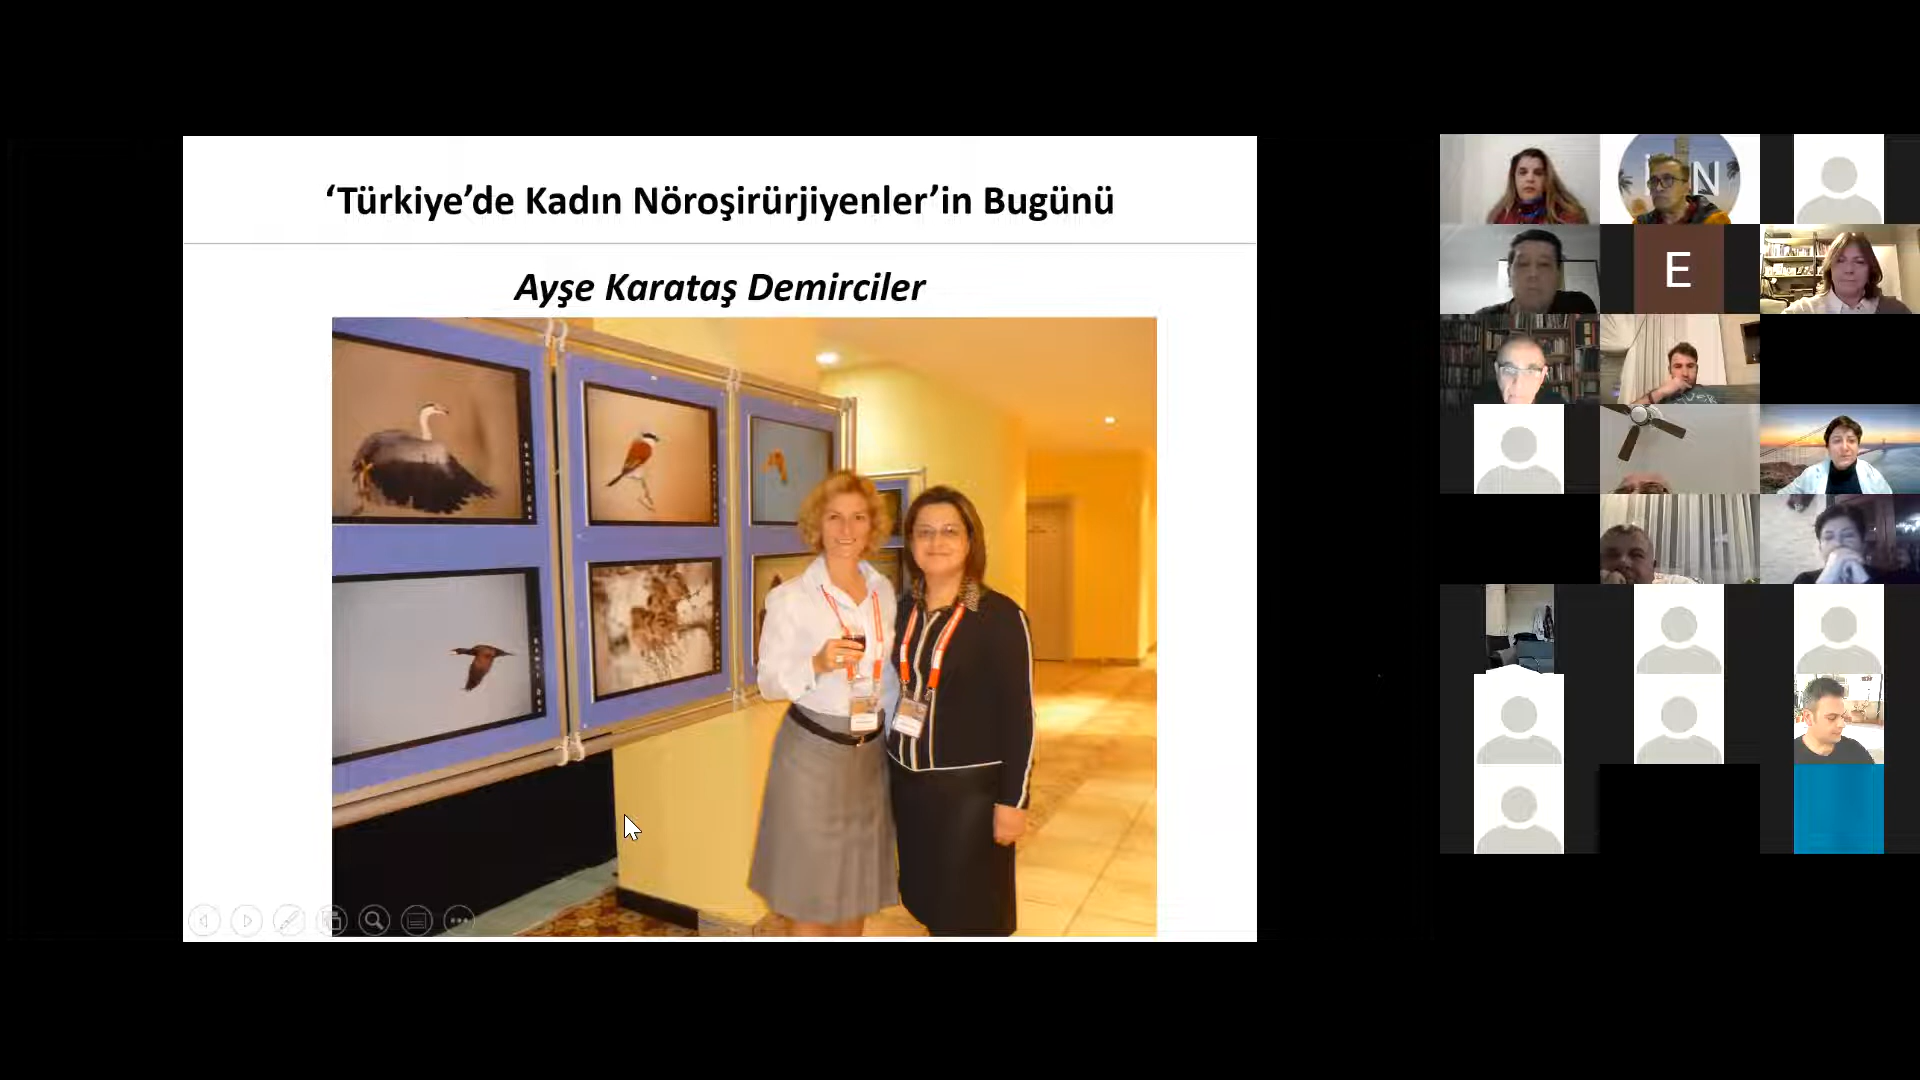 ‘Türkiye’de Kadın Nöroşirürjiyenler’in Bugünü
Ayşe Karataş Demirciler
İ N
E